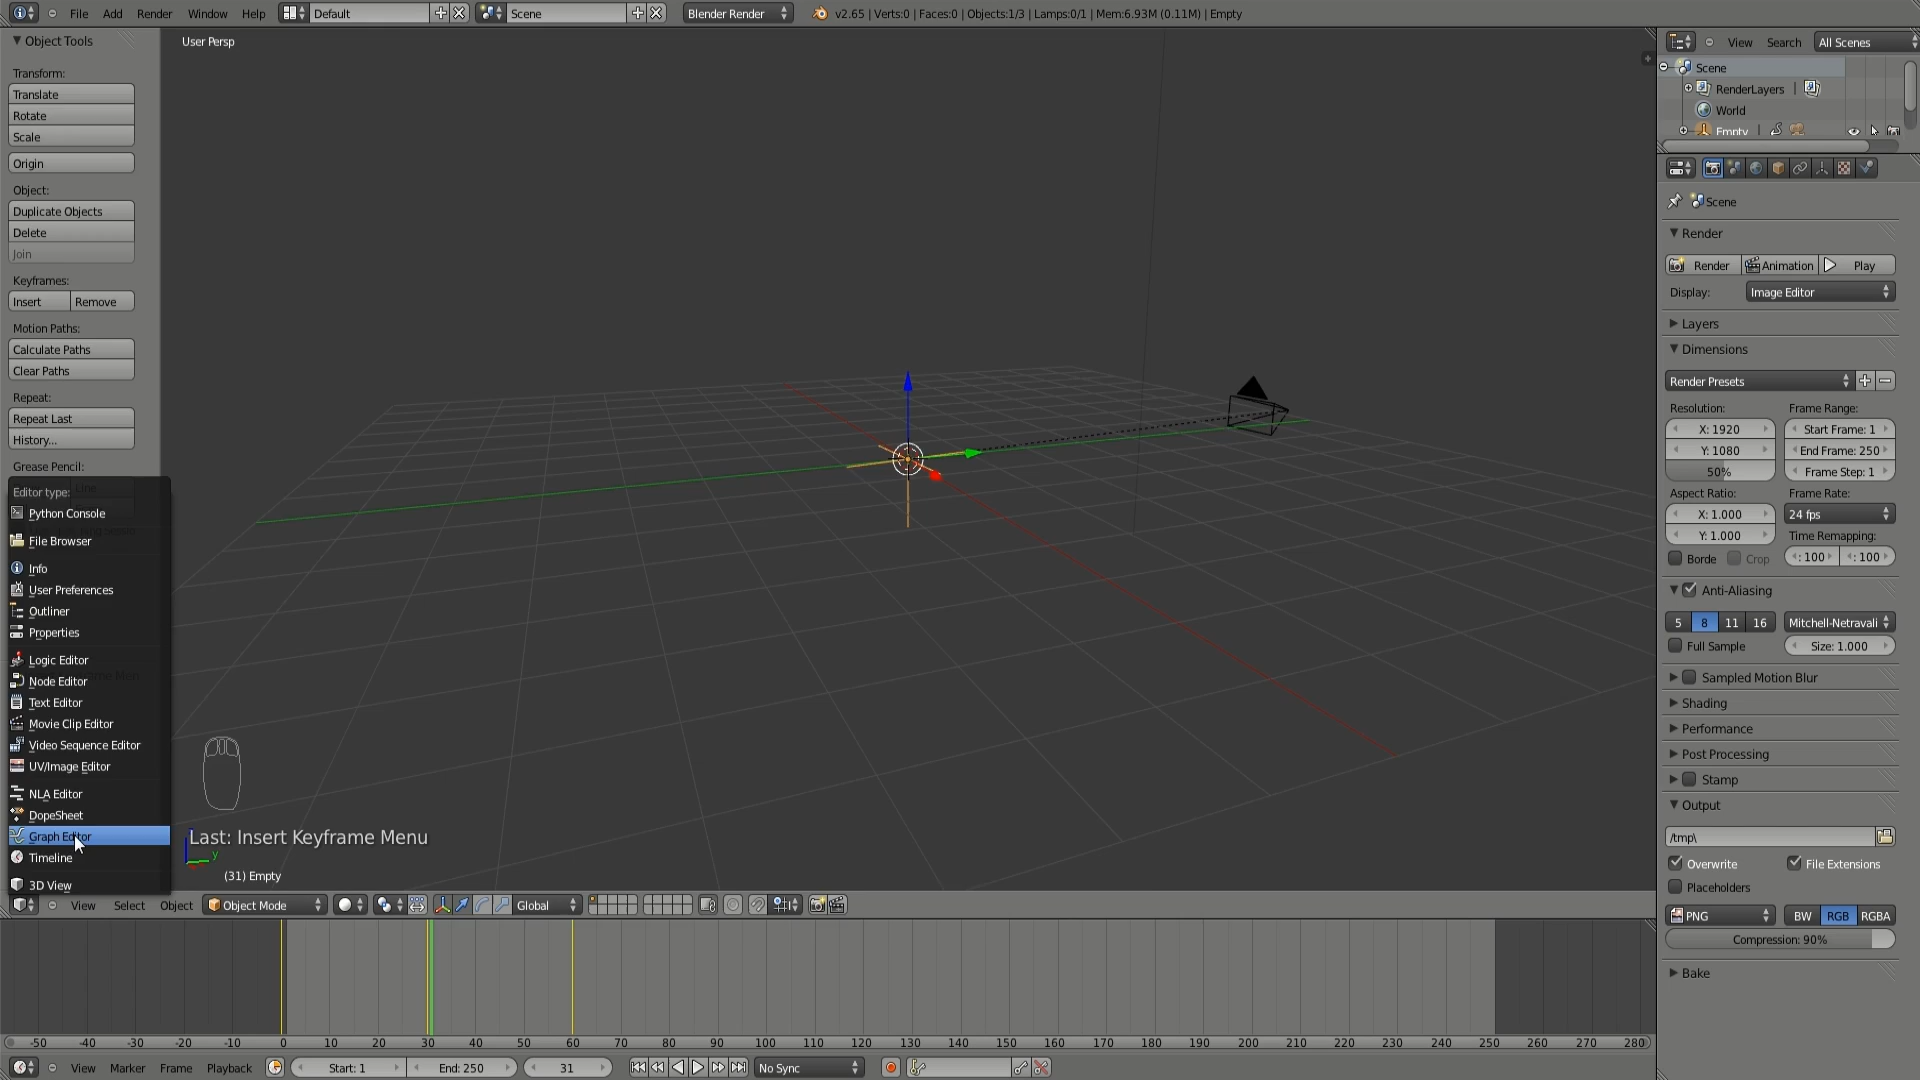 File Add Render Window Help Default Scene Blender Render v2.65 | Verts:0 | Faces:0 | Objects:1/3 | Lamps:0/1 | Mem:6.93M (0.11M) | Empty
Object Tools
Transform:
Translate
Rotate
Scale
Origin
Object:
Duplicate Objects
Delete
Join
Keyframes:
Insert Remove
Motion Paths:
Calculate Paths
Clear Paths
Repeat:
Repeat Last
History...
Grease Pencil:
Editor type:
Python Console
File Browser
Info
User Preferences
Outliner
Properties
Logic Editor
Node Editor
Text Editor
Movie Clip Editor
Video Sequence Editor
UV/Image Editor
NLA Editor
DopeSheet
Graph Editor
Timeline
3D View
User Persp
Last: Insert Keyframe Menu
y
(31) Empty
View Select Object Object Mode Global
-50 -40 -30 -20 -10 0 10 20 30 40 50 60 70 80 90 100 110 120 130 140 150 160 170 180 190 200 210 220 230 240 250 260 270 280
View Marker Frame Playback Start: 1 End: 250 31 No Sync
View Search All Scenes
Scene
RenderLayers |
World
Empty |
Scene
Render
Render Animation Play
Display: Image Editor
Layers
Dimensions
Render Presets
Resolution: Frame Range:
X: 1920 Start Frame: 1
Y: 1080 End Frame: 250
50% Frame Step: 1
Aspect Ratio: Frame Rate:
X: 1.000 24 fps
Y: 1.000 Time Remapping:
Borde Crop : 100 : 100
Anti-Aliasing
5 8 11 16 Mitchell-Netravali
Full Sample Size: 1.000
Sampled Motion Blur
Shading
Performance
Post Processing
Stamp
Output
/tmp\
Overwrite File Extensions
Placeholders
PNG BW RGB RGBA
Compression: 90%
Bake